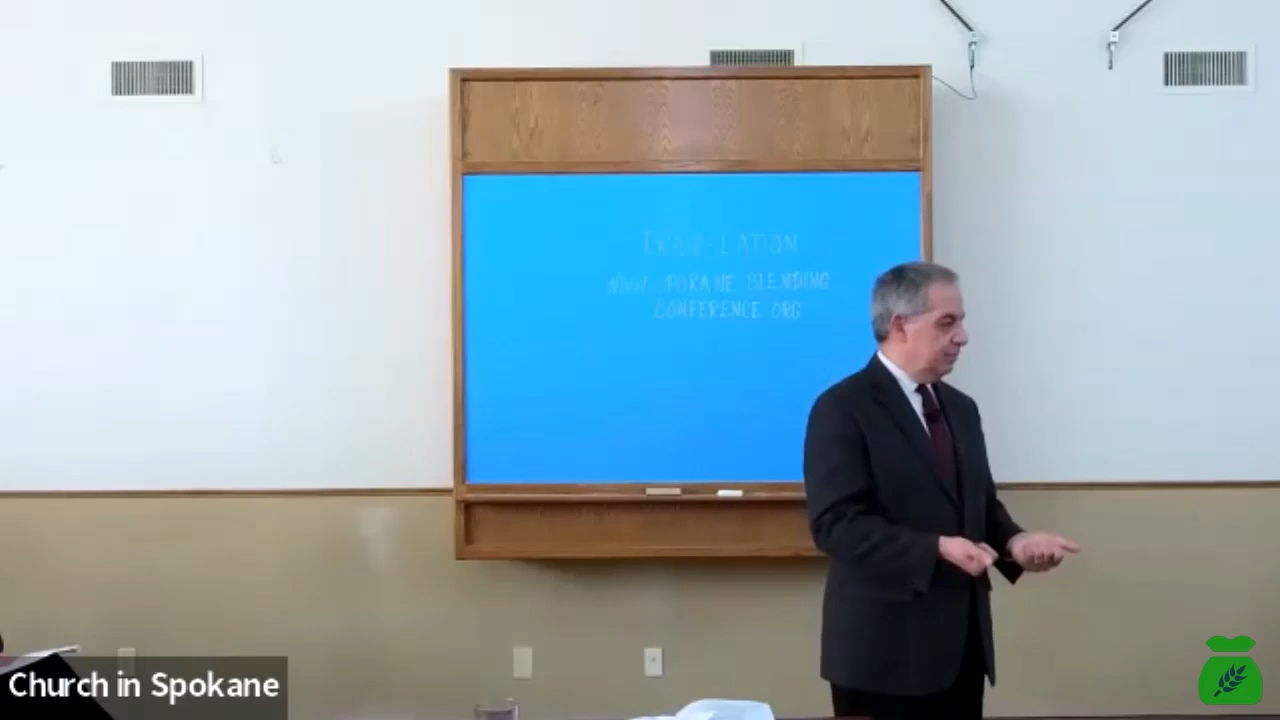 TRANSLATION
WWW.SPOKANE BLENDING
CONFERENCE.ORG
Church in Spokane